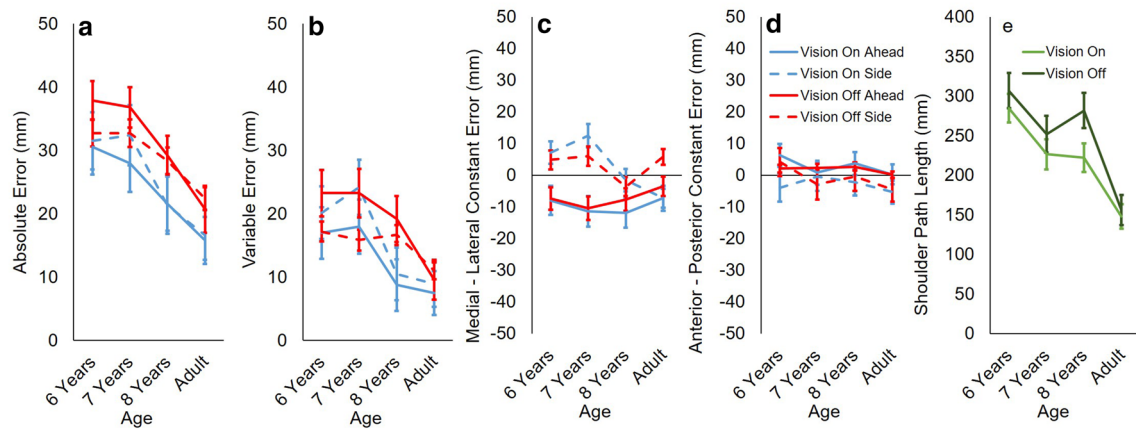 a
Absolute Error (mm)
50
40
30
20
10
0
6 Years
7 Years
8 Years
Adult
Age
b
Variable Error (mm)
50
40
30
20
10
0
6 Years
7 Years
8 Years
Adult
Age
c
Medial - Lateral Constant Error (mm)
50
40
30
20
10
0
-10
-20
-30
-40
-50
6 Years
7 Years
8 Years
Adult
Age
d
Anterior - Posterior Constant Error (mm)
50
40
30
20
10
0
-10
-20
-30
-40
-50
Vision On Ahead
Vision On Side
Vision Off Ahead
Vision Off Side
6 Years
7 Years
8 Years
Adult
Age
e
Shoulder Path Length (mm)
400
350
300
250
200
150
100
50
0
Vision On
Vision Off
6 Years
7 Years
8 Years
Adult
Age